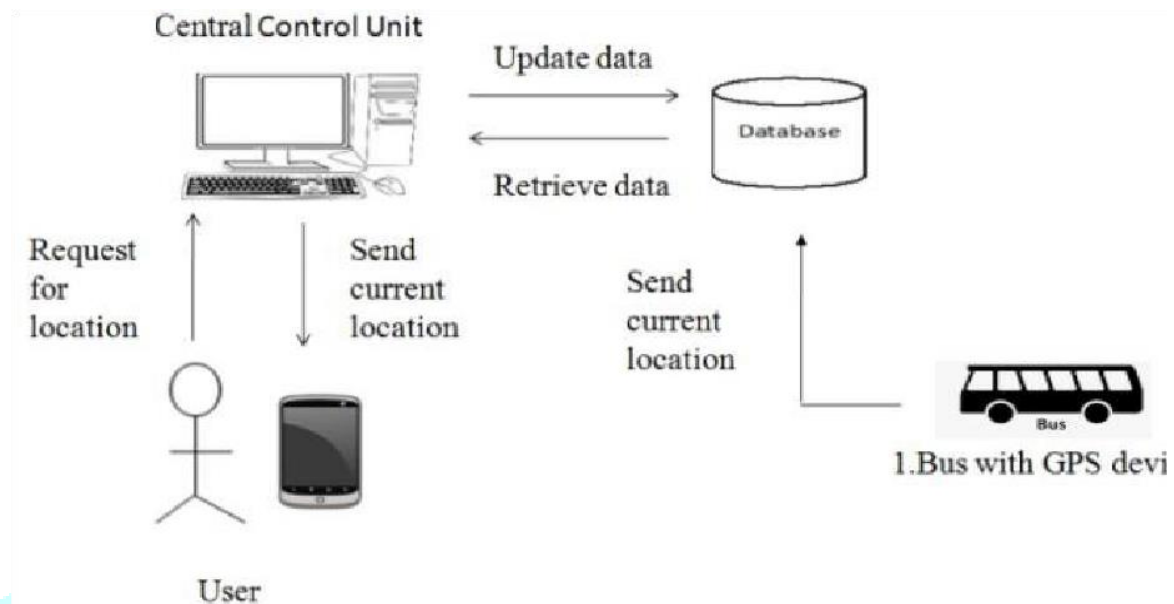 Central Control Unit
Update data
Database
Retrieve data
Request
for
location
Send
current
location
Send
current
location
Bus
1.Bus with GPS devi
User